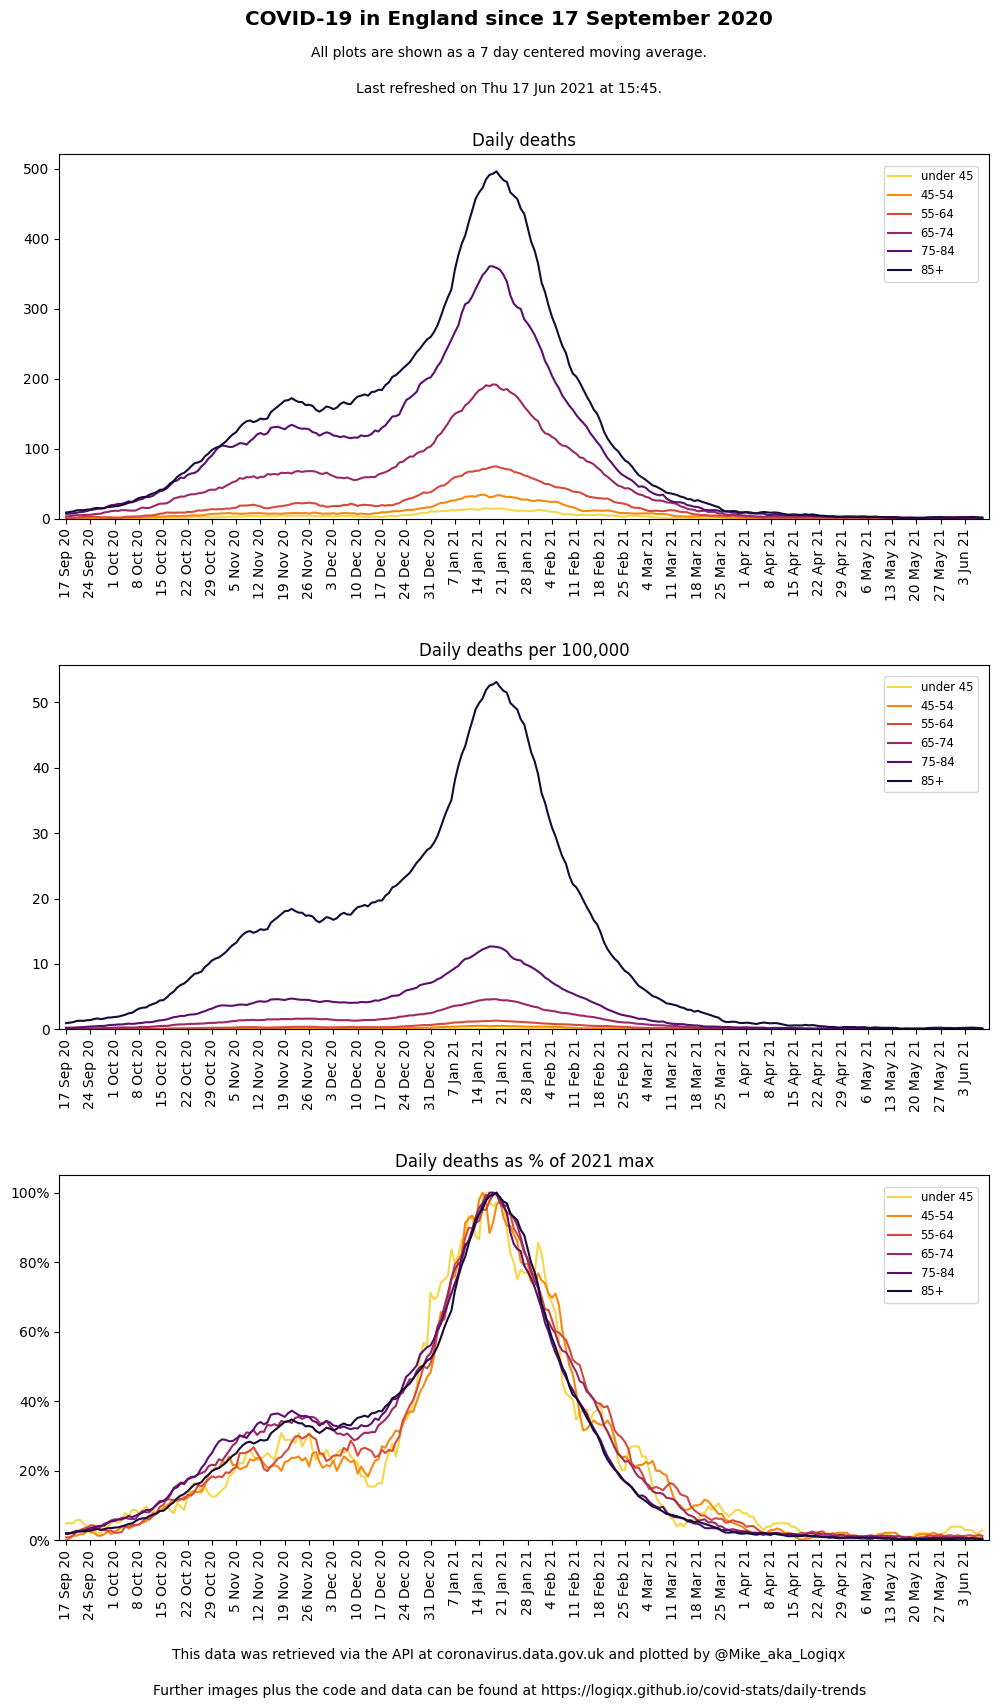 COVID-19 in England since 17 September 2020
All plots are shown as a 7 day centered moving average.
Last refreshed on Thu 17 Jun 2021 at 15:45.
Daily deaths
500
400
300
200
100
0
under 45
45-54
55-64
65-74
75-84
85+
17 Sep 20
24 Sep 20
1 Oct 20
8 Oct 20
15 Oct 20
22 Oct 20
29 Oct 20
5 Nov 20
12 Nov 20
19 Nov 20
26 Nov 20
3 Dec 20
10 Dec 20
17 Dec 20
24 Dec 20
31 Dec 20
7 Jan 21
14 Jan 21
21 Jan 21
28 Jan 21
4 Feb 21
11 Feb 21
18 Feb 21
25 Feb 21
4 Mar 21
11 Mar 21
18 Mar 21
25 Mar 21
1 Apr 21
8 Apr 21
15 Apr 21
22 Apr 21
29 Apr 21
6 May 21
13 May 21
20 May 21
27 May 21
3 Jun 21
Daily deaths per 100,000
50
40
30
20
10
0
under 45
45-54
55-64
65-74
75-84
85+
17 Sep 20
24 Sep 20
1 Oct 20
8 Oct 20
15 Oct 20
22 Oct 20
29 Oct 20
5 Nov 20
12 Nov 20
19 Nov 20
26 Nov 20
3 Dec 20
10 Dec 20
17 Dec 20
24 Dec 20
31 Dec 20
7 Jan 21
14 Jan 21
21 Jan 21
28 Jan 21
4 Feb 21
11 Feb 21
18 Feb 21
25 Feb 21
4 Mar 21
11 Mar 21
18 Mar 21
25 Mar 21
1 Apr 21
8 Apr 21
15 Apr 21
22 Apr 21
29 Apr 21
6 May 21
13 May 21
20 May 21
27 May 21
3 Jun 21
Daily deaths as % of 2021 max
100%
80%
60%
40%
20%
0%
under 45
45-54
55-64
65-74
75-84
85+
17 Sep 20
24 Sep 20
1 Oct 20
8 Oct 20
15 Oct 20
22 Oct 20
29 Oct 20
5 Nov 20
12 Nov 20
19 Nov 20
26 Nov 20
3 Dec 20
10 Dec 20
17 Dec 20
24 Dec 20
31 Dec 20
7 Jan 21
14 Jan 21
21 Jan 21
28 Jan 21
4 Feb 21
11 Feb 21
18 Feb 21
25 Feb 21
4 Mar 21
11 Mar 21
18 Mar 21
25 Mar 21
1 Apr 21
8 Apr 21
15 Apr 21
22 Apr 21
29 Apr 21
6 May 21
13 May 21
20 May 21
27 May 21
3 Jun 21
This data was retrieved via the API at coronavirus.data.gov.uk and plotted by @Mike_aka_Logiqx
Further images plus the code and data can be found at https://logiqx.github.io/covid-stats/daily-trends